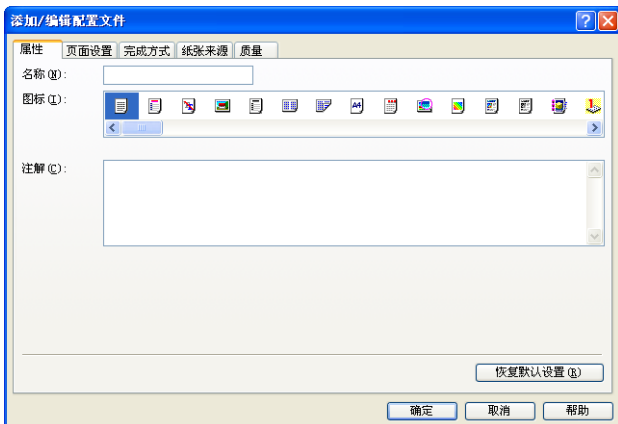 添加/编辑配置文件
属性 页面设置 完成方式 纸张来源 质量
名称(N):
图标(I):
注解(C):
恢复默认设置(R)
确定 取消 帮助